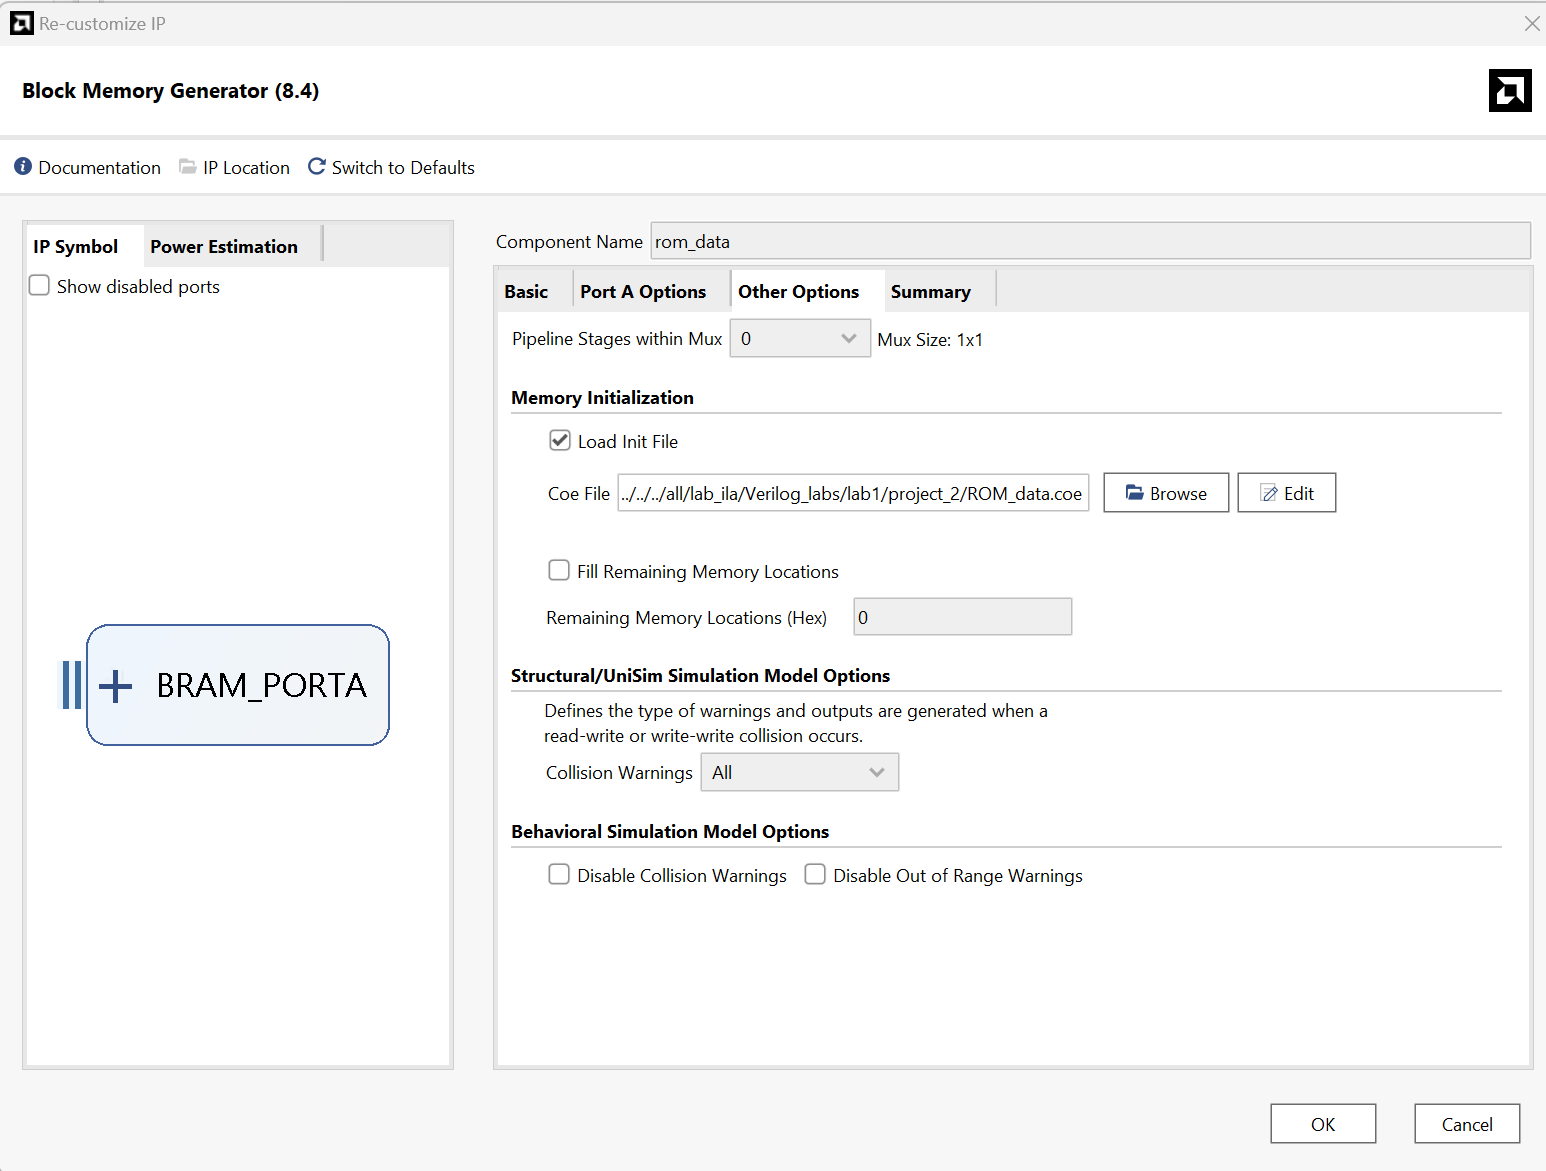 Re-customize IP
Block Memory Generator (8.4)
Documentation IP Location Switch to Defaults
IP Symbol Power Estimation
Show disabled ports
BRAM_PORTA
Component Name rom_data
Basic Port A Options Other Options Summary
Pipeline Stages within Mux 0 Mux Size: 1x1
Memory Initialization
Load Init File
Coe File ../../../all/lab_ila/Verilog_labs/lab1/project_2/ROM_data.coe Browse Edit
Fill Remaining Memory Locations
Remaining Memory Locations (Hex) 0
Structural/UniSim Simulation Model Options
Defines the type of warnings and outputs are generated when a
read-write or write-write collision occurs.
Collision Warnings All
Behavioral Simulation Model Options
Disable Collision Warnings Disable Out of Range Warnings
OK Cancel